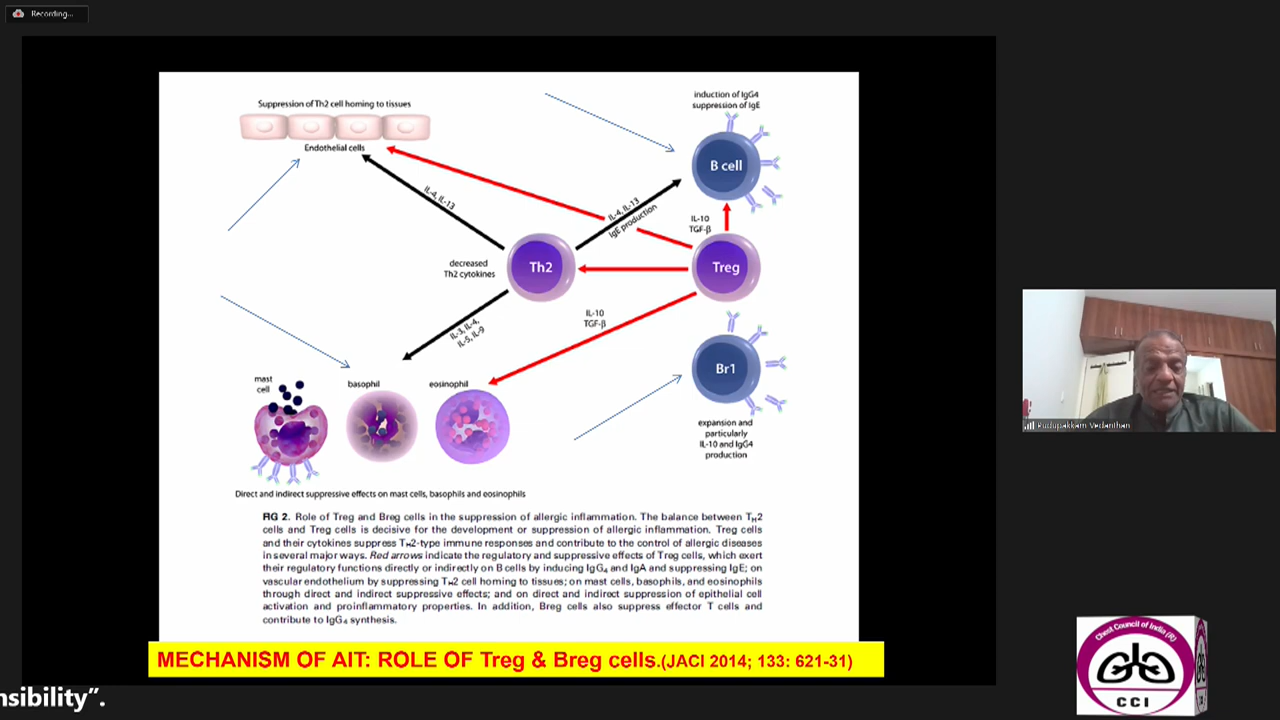 Recording...
Suppression of Th2 cell homing to tissues
Endothelial cells
induction of IgG4
suppression of IgE
B cell
IL-4, IL-13
IL-4, IL-13
IgE production
IL-10
TGF-β
decreased
Th2 cytokines
Th2
Treg
IL-3, IL-4,
IL-5, IL-9
IL-10
TGF-β
mast
cell
basophil
eosinophil
Br1
expansion and
particularly
IL-10 and IgG4
production
Direct and indirect suppressive effects on mast cells, basophils and eosinophils
FIG 2. Role of Treg and Breg cells in the suppression of allergic inflammation. The balance between TH2
cells and Treg cells is decisive for the development or suppression of allergic inflammation. Treg cells
and their cytokines suppress TH2-type immune responses and contribute to the control of allergic diseases
in several major ways. Red arrows indicate the regulatory and suppressive effects of Treg cells, which exert
their regulatory functions directly or indirectly on B cells by inducing IgG4 and IgA and suppressing IgE; on
vascular endothelium by suppressing TH2 cell homing to tissues; on mast cells, basophils, and eosinophils
through direct and indirect suppressive effects; and on direct and indirect suppression of epithelial cell
activation and proinflammatory properties. In addition, Breg cells also suppress effector T cells and
contribute to IgG4 synthesis.
MECHANISM OF AIT: ROLE OF Treg & Breg cells.(JACI 2014; 133: 621-31)
Pudupakkam Vedanthan
Chest Council of India (R)
CCI
nsibility”.